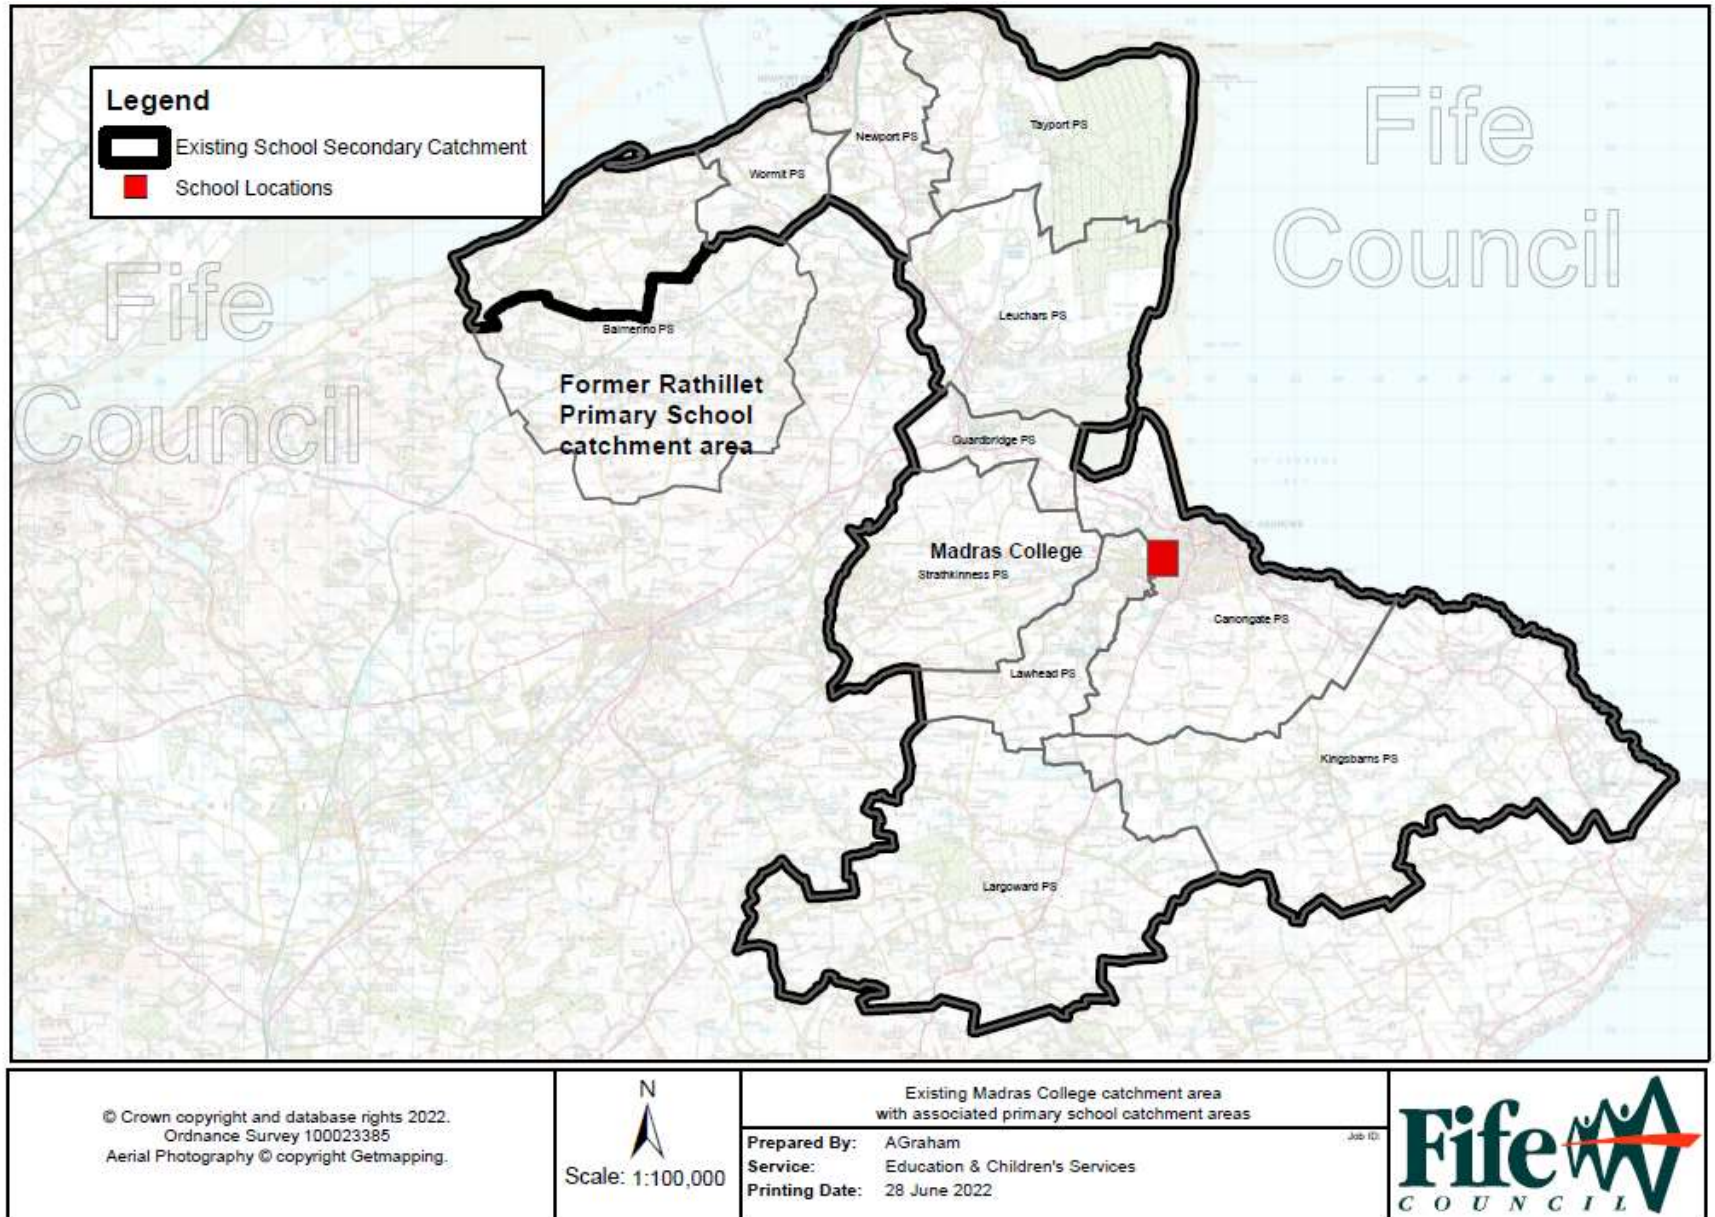 Legend
Existing School Secondary Catchment
School Locations
Fife
Council
Fife
Council
Tayport PS
Newport PS
Wormit PS
Leuchars PS
Balmerino PS
Former Rathillet
Primary School
catchment area
Guardbridge PS
Madras College
Strathkinness PS
Canongate PS
Lawhead PS
Kingsbarns PS
Largoward PS
© Crown copyright and database rights 2022.
Ordnance Survey 100023385
Aerial Photography © copyright Getmapping.
N
Scale: 1:100,000
Existing Madras College catchment area
with associated primary school catchment areas
Prepared By: AGraham
Job ID:
Service: Education & Children's Services
Printing Date: 28 June 2022
Fife
COUNCIL